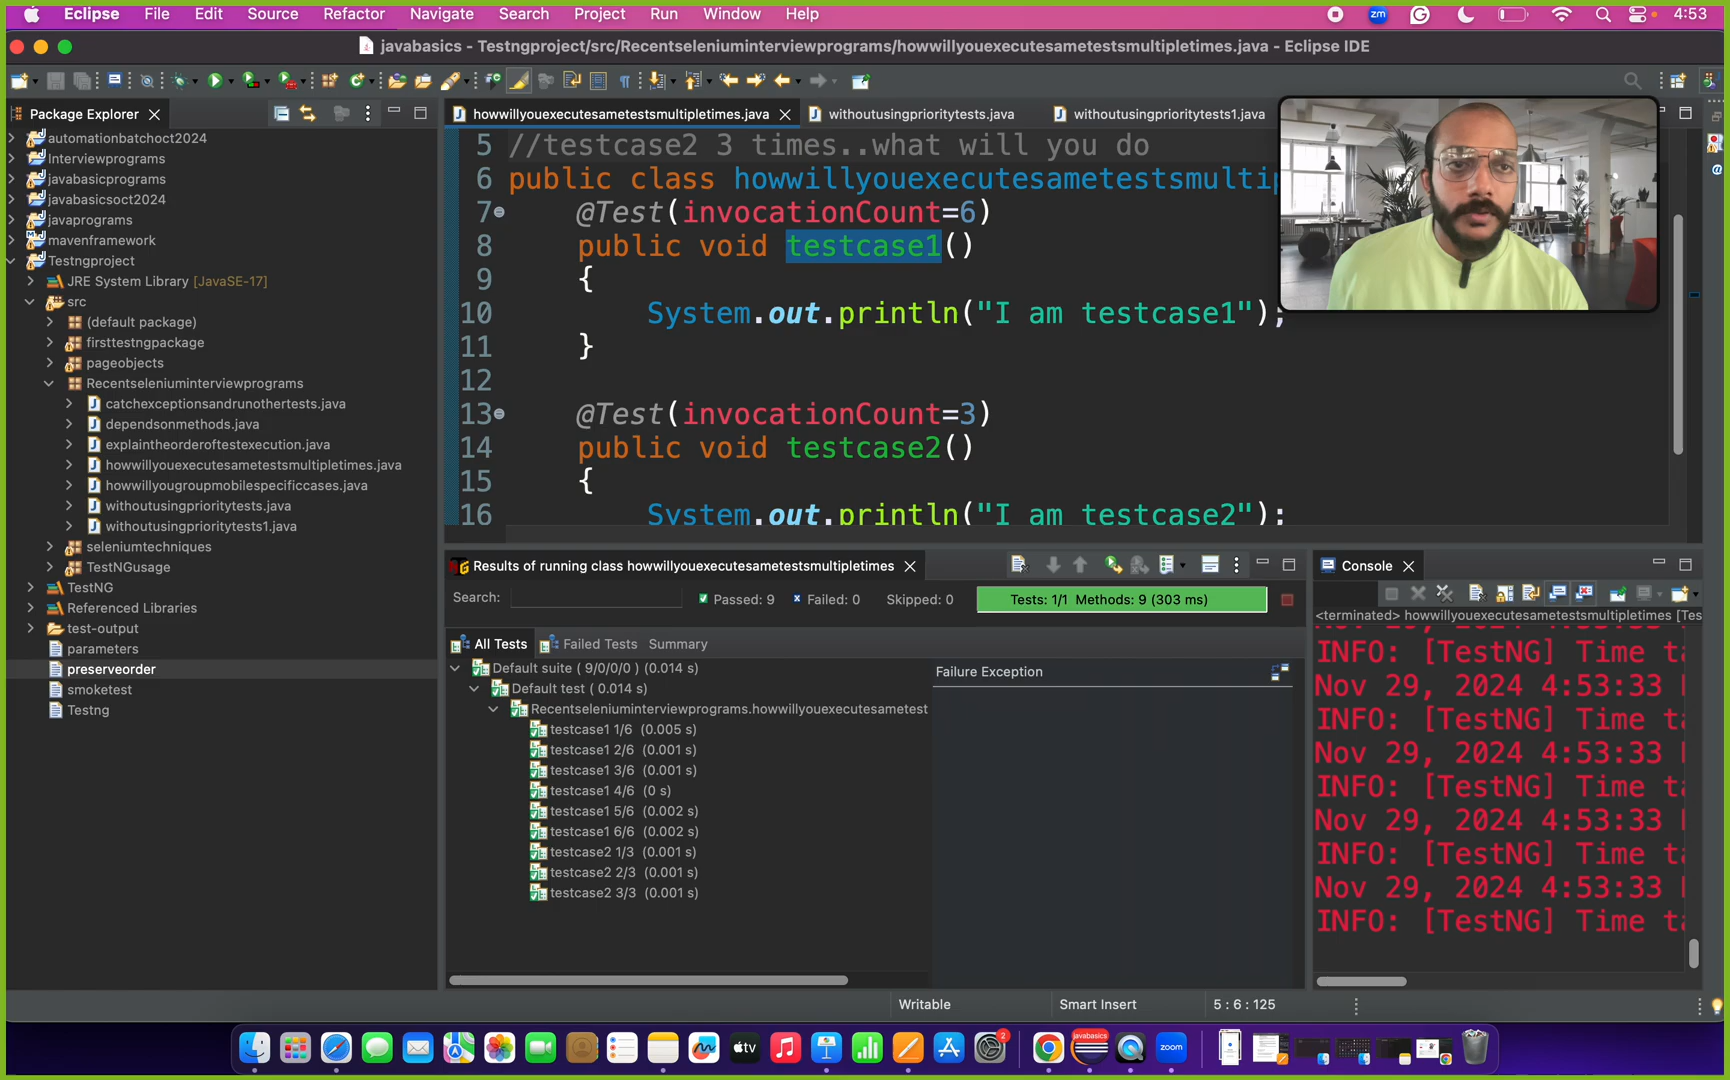 Eclipse File Edit Source Refactor Navigate Search Project Run Window Help zm 4:53
javabasics - Testngproject/src/Recentseleniuminterviewprograms/howwillyouexecutesametestsmultipletimes.java - Eclipse IDE
Package Explorer
automationbatchoct2024
Interviewprograms
javabasicprograms
javabasicsoct2024
javaprograms
mavenframework
Testngproject
JRE System Library [JavaSE-17]
src
(default package)
firsttestngpackage
pageobjects
Recentseleniuminterviewprograms
catchexceptionsandrunothertests.java
dependsonmethods.java
explaintheorderoftestexecution.java
howwillyouexecutesametestsmultipletimes.java
howwillyougroupmobilespecificcases.java
withoutusingprioritytests.java
withoutusingprioritytests1.java
seleniumtechniques
TestNGusage
TestNG
Referenced Libraries
test-output
parameters
preserveorder
smoketest
Testng
howwillyouexecutesametestsmultipletimes.java withoutusingprioritytests.java withoutusingprioritytests1.java
5 //testcase2 3 times..what will you do
6 public class howwillyouexecutesametestsmultip
7 @Test(invocationCount=6)
8 public void testcase1()
9 {
10 System.out.println("I am testcase1");
11 }
12
13 @Test(invocationCount=3)
14 public void testcase2()
15 {
16 System.out.println("I am testcase2");
Results of running class howwillyouexecutesametestsmultipletimes
Search: Passed: 9 Failed: 0 Skipped: 0 Tests: 1/1 Methods: 9 (303 ms)
All Tests Failed Tests Summary
Default suite ( 9/0/0/0 ) (0.014 s)
Default test ( 0.014 s)
Recentseleniuminterviewprograms.howwillyouexecutesametest
testcase1 1/6 (0.005 s)
testcase1 2/6 (0.001 s)
testcase1 3/6 (0.001 s)
testcase1 4/6 (0 s)
testcase1 5/6 (0.002 s)
testcase1 6/6 (0.002 s)
testcase2 1/3 (0.001 s)
testcase2 2/3 (0.001 s)
testcase2 3/3 (0.001 s)
Failure Exception
Console
<terminated> howwillyouexecutesametestsmultipletimes [Tes
INFO: [TestNG] Time ta
Nov 29, 2024 4:53:33
INFO: [TestNG] Time ta
Nov 29, 2024 4:53:33
INFO: [TestNG] Time ta
Nov 29, 2024 4:53:33
INFO: [TestNG] Time ta
Nov 29, 2024 4:53:33
INFO: [TestNG] Time ta
Writable Smart Insert 5 : 6 : 125
tv javabasics zoom 2